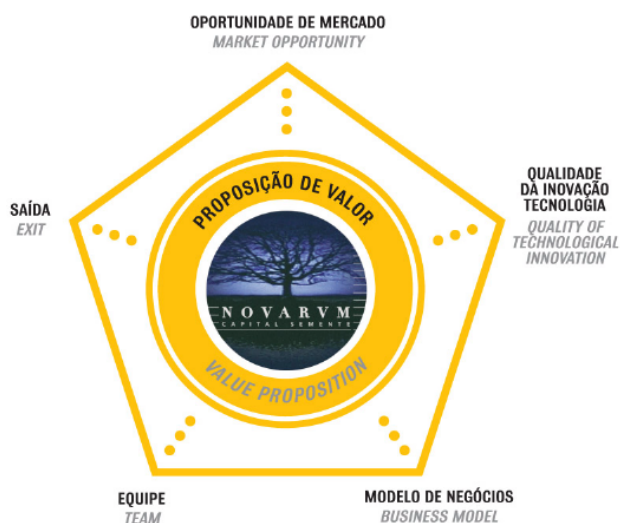 OPORTUNIDADE DE MERCADO
MARKET OPPORTUNITY
QUALIDADE
DÀ INOVAÇÃO
TECNOLOGIA
QUALITY OF
TECHNOLOGICAL
INNOVATION
SAÍDA
EXIT
PROPOSIÇÃO DE VALOR
NOVARVM
CAPITAL SEMENTE
VALUE PROPOSITION
EQUIPE
TEAM
MODELO DE NEGÓCIOS
BUSINESS MODEL